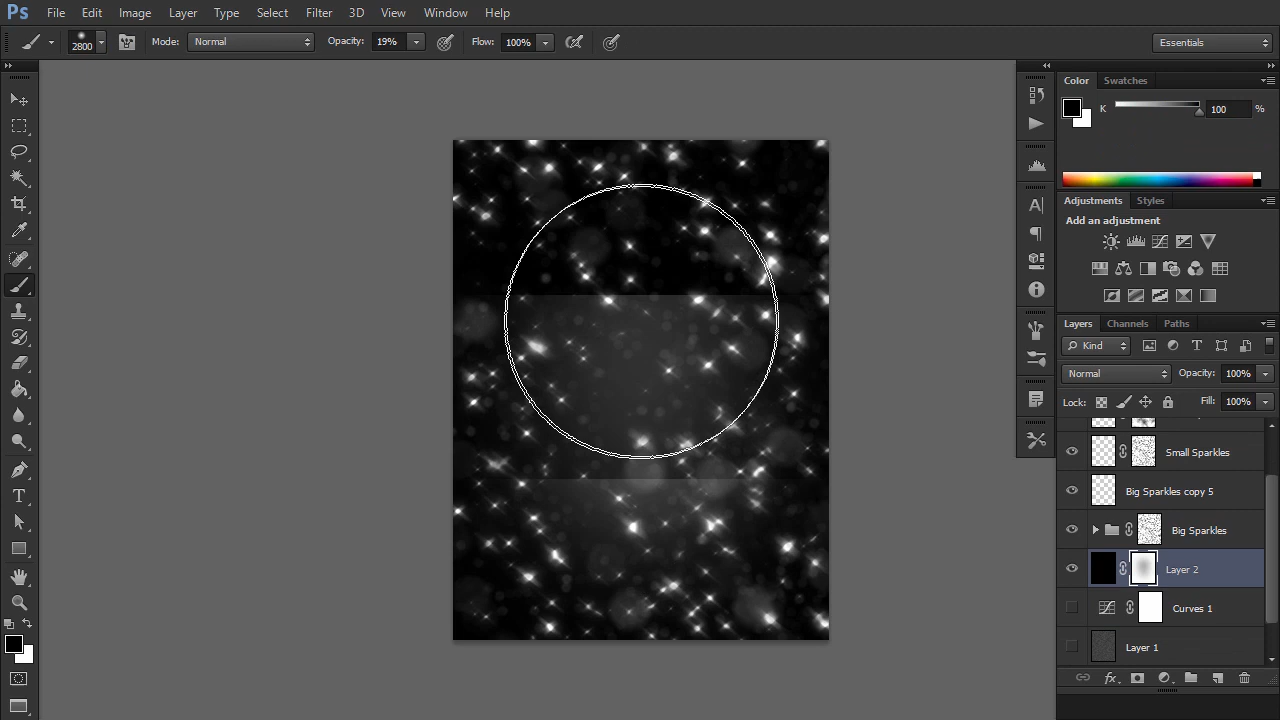 Ps File Edit Image Layer Type Select Filter 3D View Window Help
2800 Mode: Normal Opacity: 19% Flow: 100% Essentials
Color Swatches
K 100 %
Adjustments Styles
Add an adjustment
Layers Channels Paths
Kind
Normal Opacity: 100%
Lock: Fill: 100%
Small Sparkles
Big Sparkles copy 5
Big Sparkles
Layer 2
Curves 1
Layer 1
fx